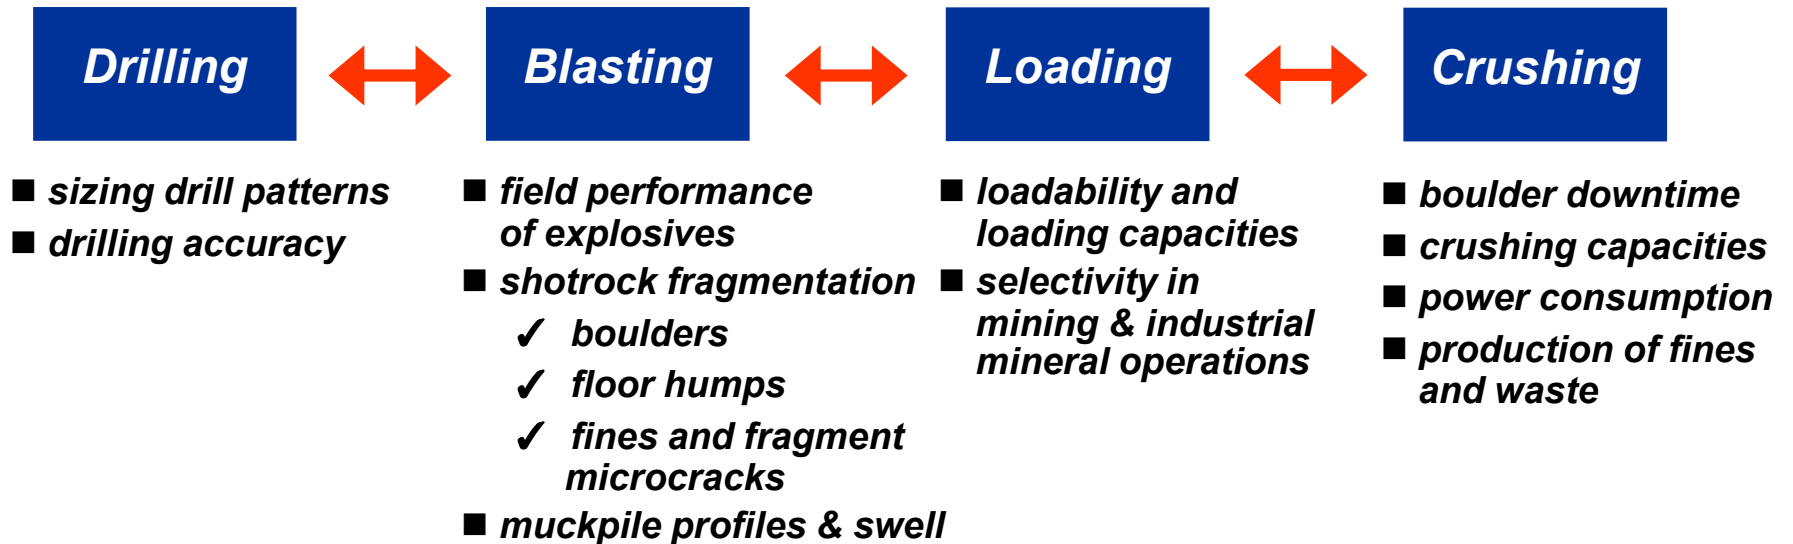 Drilling
Blasting
Loading
Crushing
■ sizing drill patterns
■ drilling accuracy
■ field performance
of explosives
■ shotrock fragmentation
✓ boulders
✓ floor humps
✓ fines and fragment
microcracks
■ muckpile profiles & swell
■ loadability and
loading capacities
■ selectivity in
mining & industrial
mineral operations
■ boulder downtime
■ crushing capacities
■ power consumption
■ production of fines
and waste